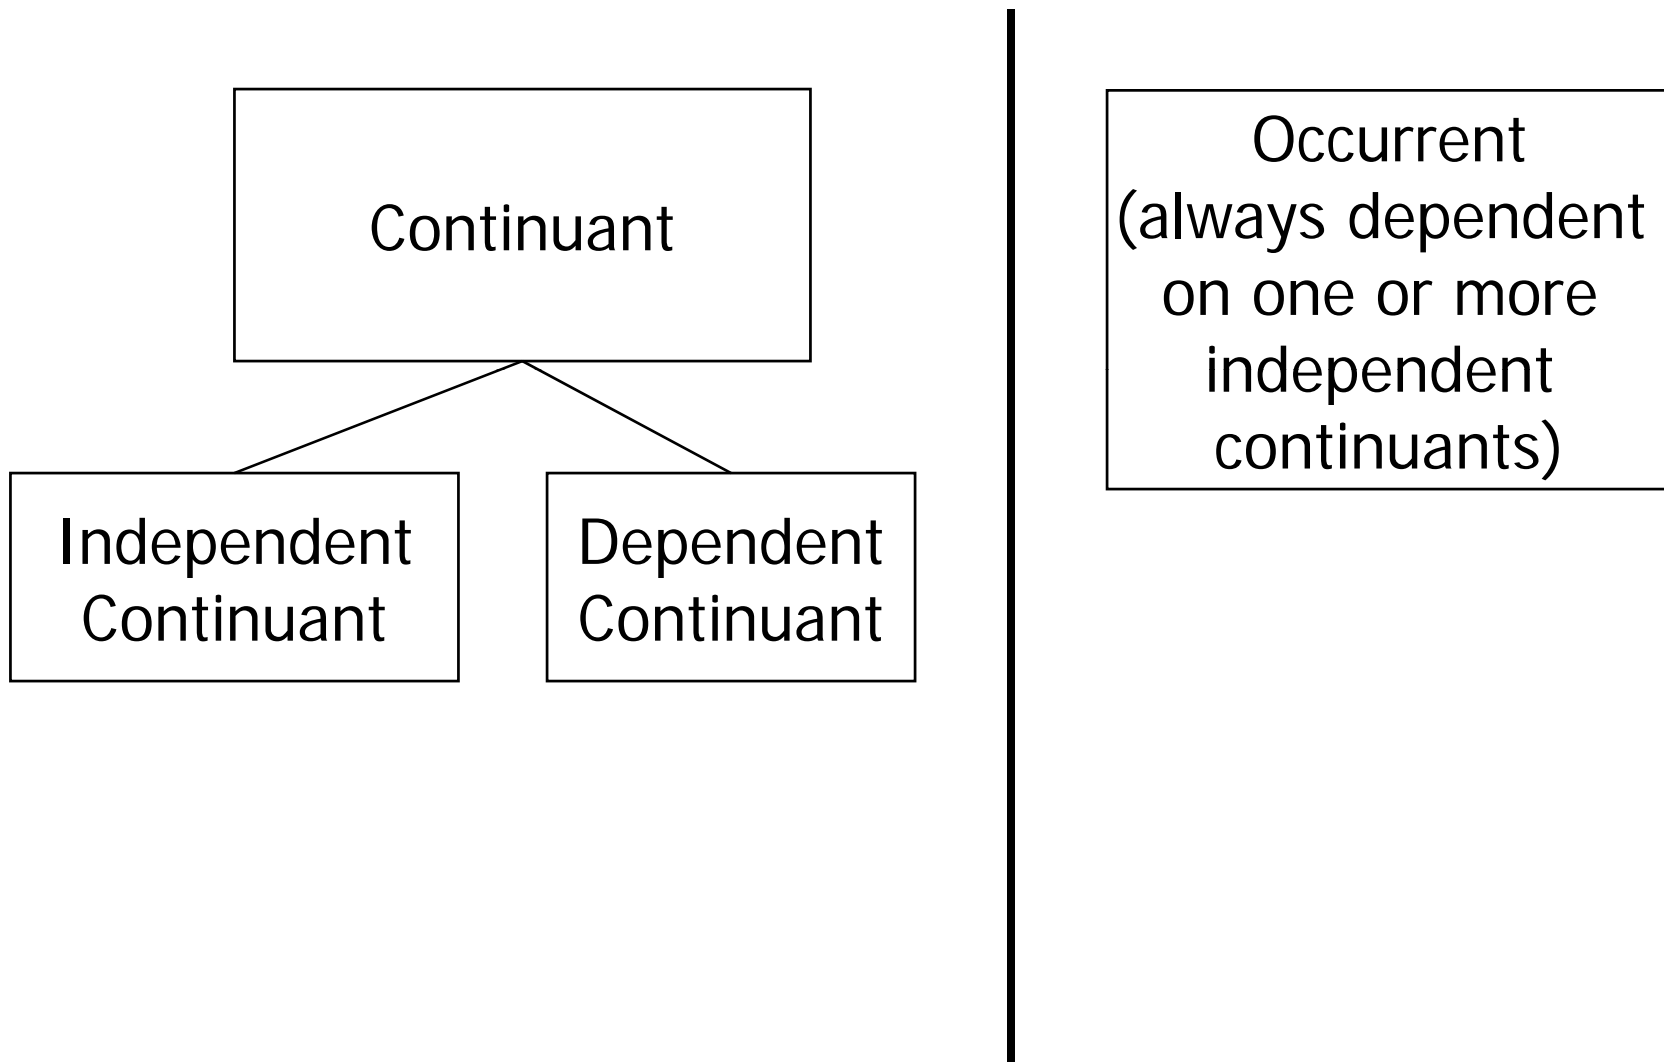 Continuant
Independent
Continuant
Dependent
Continuant
Occurrent
(always dependent
on one or more
independent
continuants)